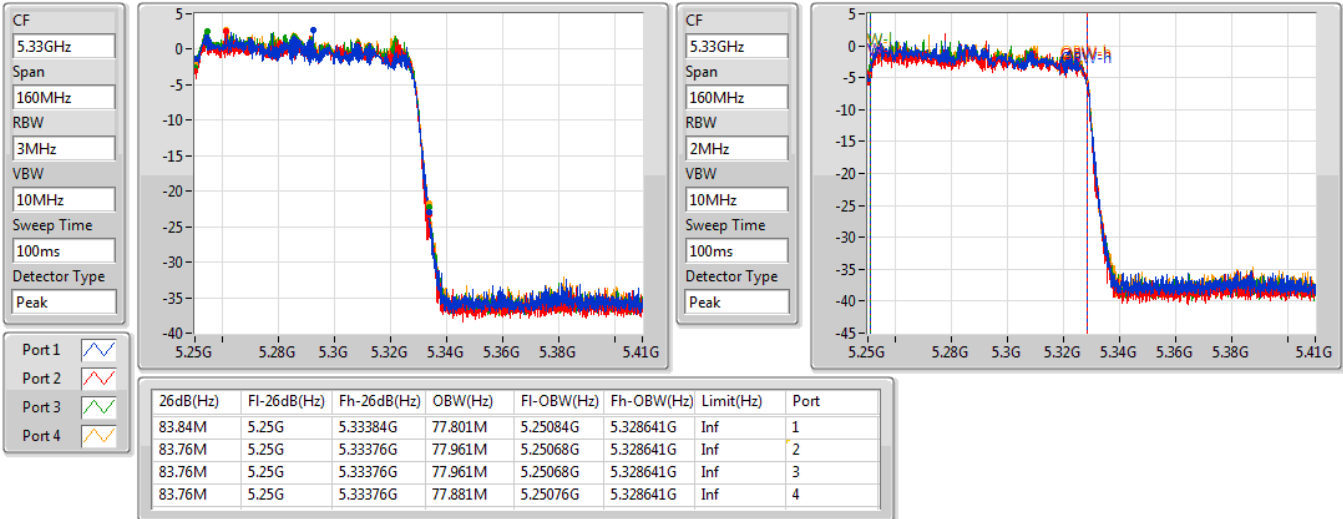 CF
5.33GHz
Span
160MHz
RBW
3MHz
VBW
10MHz
Sweep Time
100ms
Detector Type
Peak
5
0
-5
-10
-15
-20
-25
-30
-35
-40
5.25G 5.28G 5.3G 5.32G 5.34G 5.36G 5.38G 5.41G
CF
5.33GHz
Span
160MHz
RBW
2MHz
VBW
10MHz
Sweep Time
100ms
Detector Type
Peak
5
0
-5
-10
-15
-20
-25
-30
-35
-40
-45
OBW-h
5.25G 5.28G 5.3G 5.32G 5.34G 5.36G 5.38G 5.41G
Port 1
Port 2
Port 3
Port 4
26dB(Hz) Fl-26dB(Hz) Fh-26dB(Hz) OBW(Hz) Fl-OBW(Hz) Fh-OBW(Hz) Limit(Hz) Port
83.84M 5.25G 5.33384G 77.801M 5.25084G 5.328641G Inf 1
83.76M 5.25G 5.33376G 77.961M 5.25068G 5.328641G Inf 2
83.76M 5.25G 5.33376G 77.961M 5.25068G 5.328641G Inf 3
83.76M 5.25G 5.33376G 77.881M 5.25076G 5.328641G Inf 4